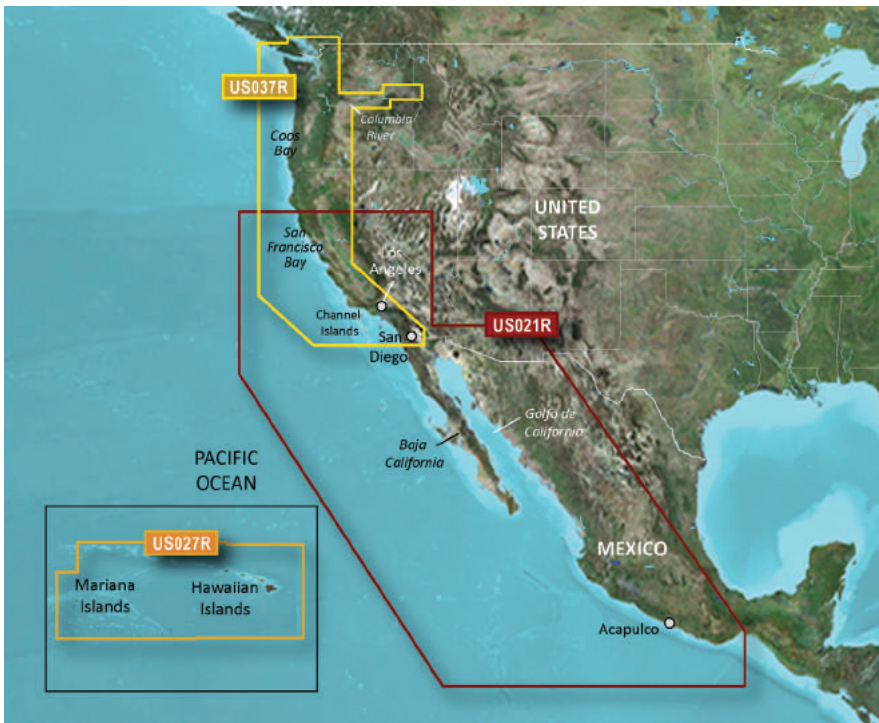 US037R
Columbia
River
Coos
Bay
UNITED
STATES
San
Francisco
Bay
Los
Angeles
Channel
Islands
US021R
San
Diego
Golfo de
California
Baja
California
PACIFIC
OCEAN
US027R
MEXICO
Mariana
Islands
Hawaiian
Islands
Acapulco